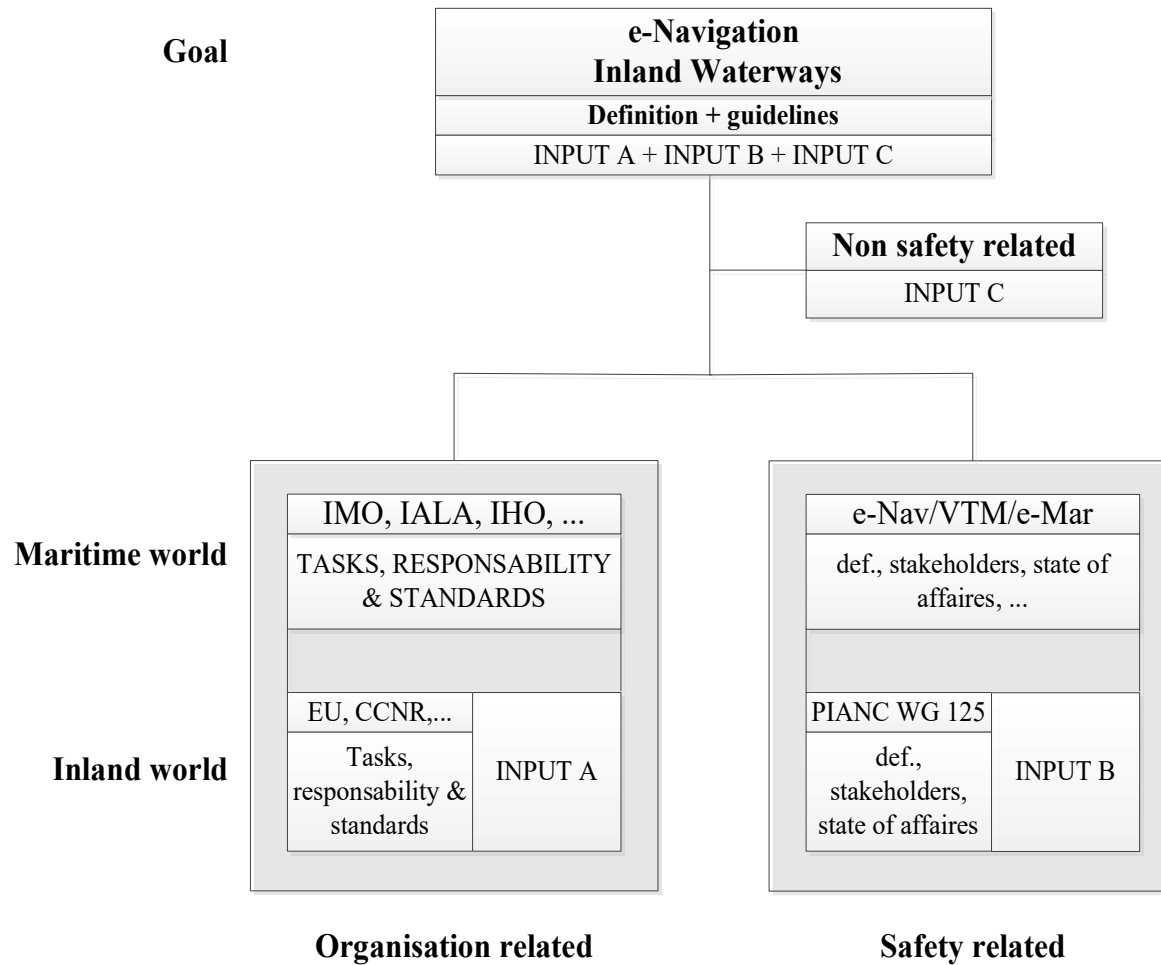 Goal
e-Navigation
Inland Waterways
Definition + guidelines
INPUT A + INPUT B + INPUT C
Non safety related
INPUT C
Maritime world
IMO, IALA, IHO, ...
TASKS, RESPONSABILITY
& STANDARDS
e-Nav/VTM/e-Mar
def., stakeholders, state of
affaires, ...
Inland world
EU, CCNR,...
Tasks,
responsability &
standards
INPUT A
PIANC WG 125
def.,
stakeholders,
state of affaires
INPUT B
Organisation related
Safety related